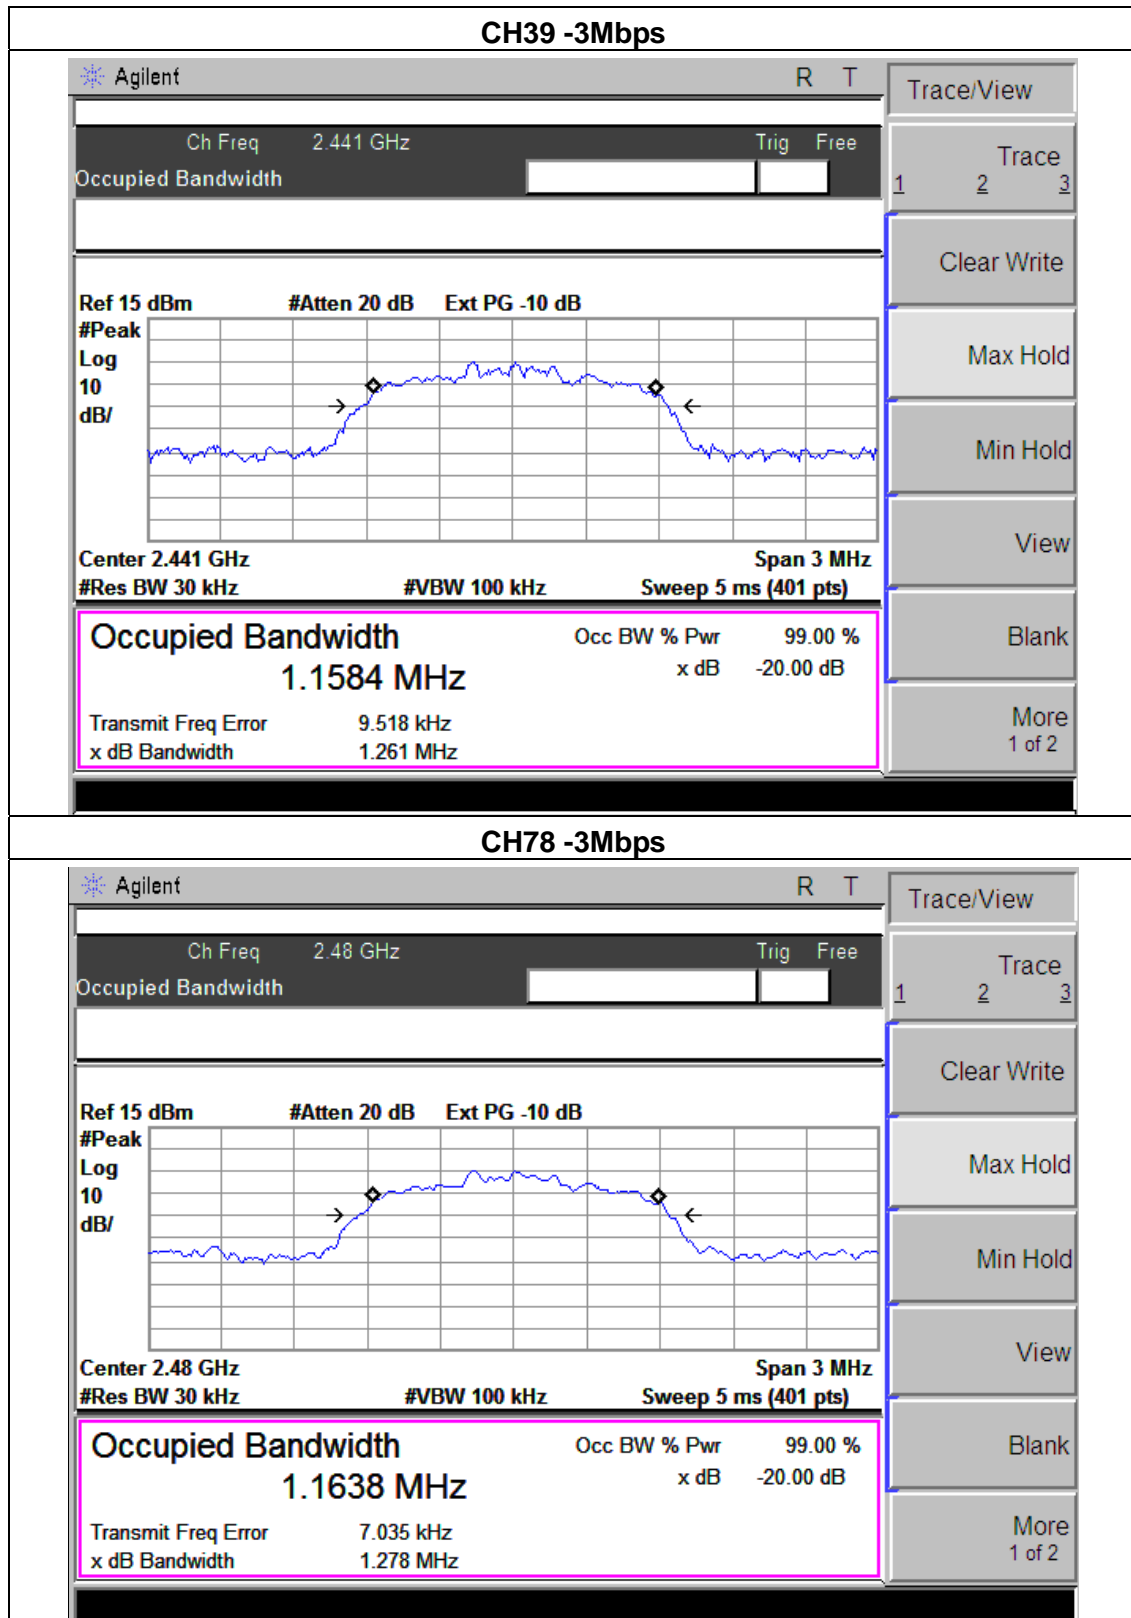 CH39 -3Mbps
Agilent R T
Trace/View
Ch Freq 2.441 GHz Trig Free
Occupied Bandwidth
Trace
1 2 3
Clear Write
Max Hold
Min Hold
View
Blank
More
1 of 2
Ref 15 dBm #Atten 20 dB Ext PG -10 dB
#Peak
Log
10
dB/
Center 2.441 GHz Span 3 MHz
#Res BW 30 kHz #VBW 100 kHz Sweep 5 ms (401 pts)
Occupied Bandwidth Occ BW % Pwr 99.00 %
1.1584 MHz x dB -20.00 dB
Transmit Freq Error 9.518 kHz
x dB Bandwidth 1.261 MHz
CH78 -3Mbps
Agilent R T
Trace/View
Ch Freq 2.48 GHz Trig Free
Occupied Bandwidth
Trace
1 2 3
Clear Write
Max Hold
Min Hold
View
Blank
More
1 of 2
Ref 15 dBm #Atten 20 dB Ext PG -10 dB
#Peak
Log
10
dB/
Center 2.48 GHz Span 3 MHz
#Res BW 30 kHz #VBW 100 kHz Sweep 5 ms (401 pts)
Occupied Bandwidth Occ BW % Pwr 99.00 %
1.1638 MHz x dB -20.00 dB
Transmit Freq Error 7.035 kHz
x dB Bandwidth 1.278 MHz